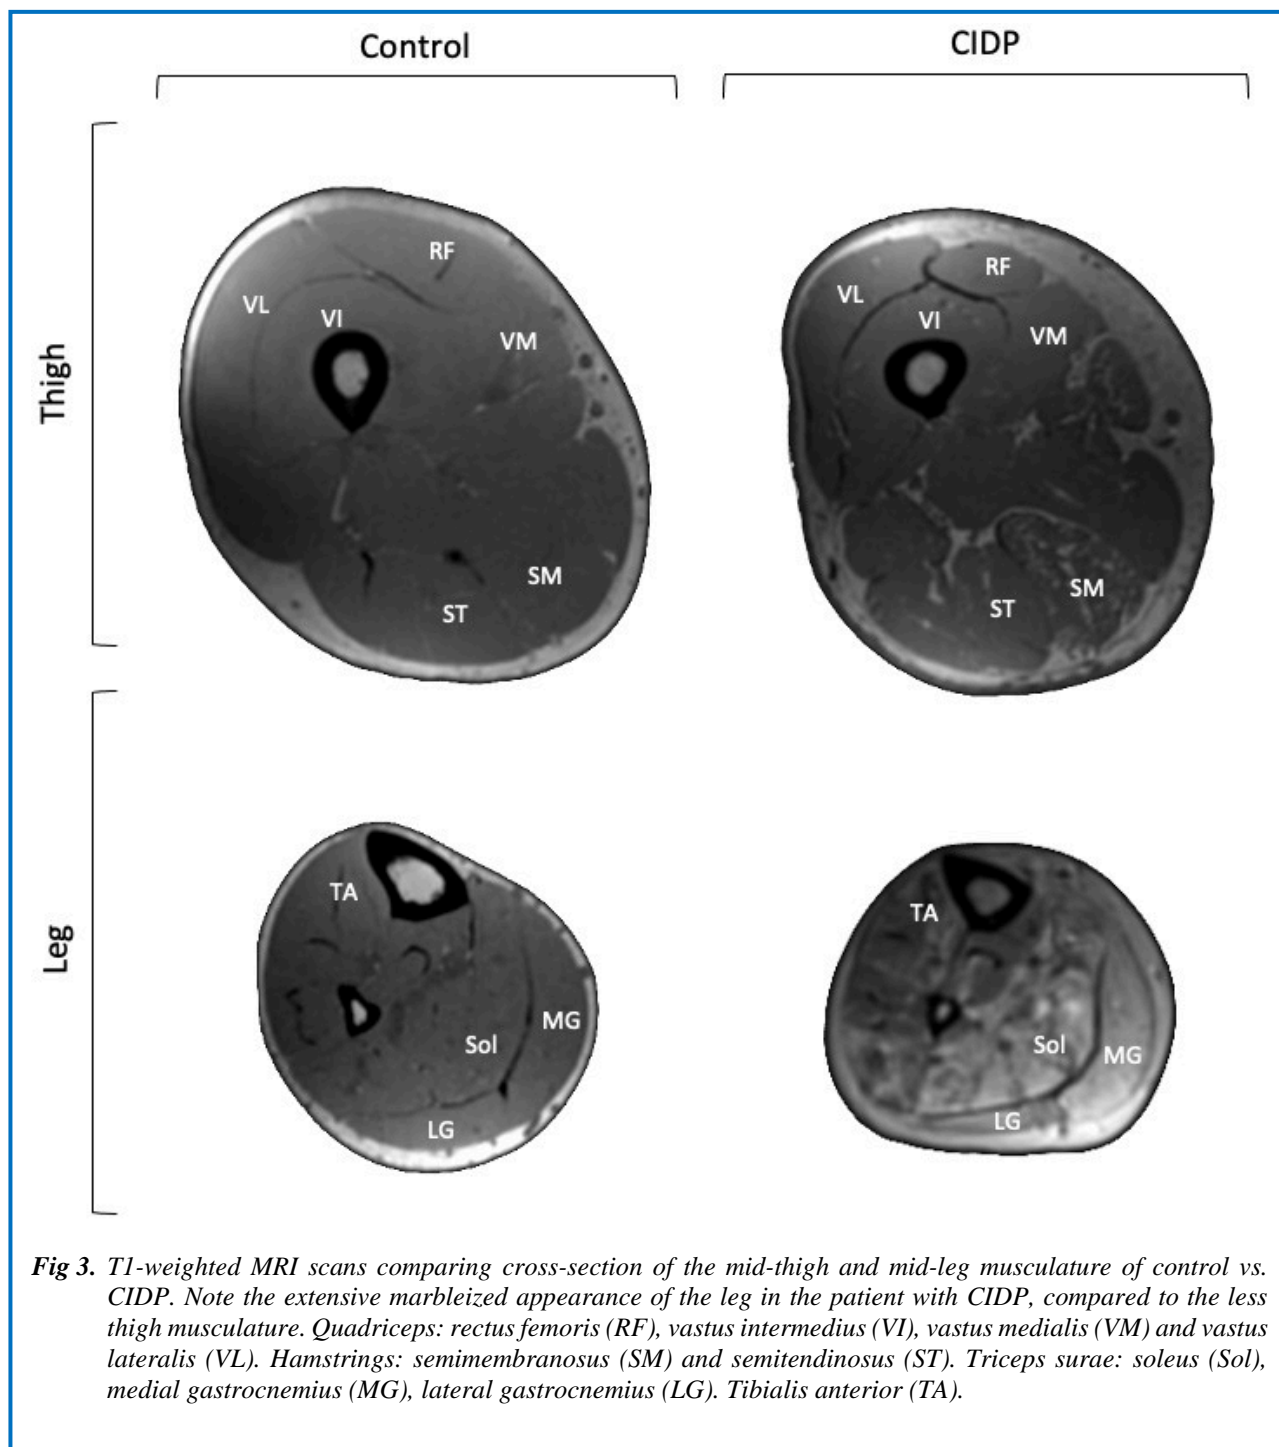 Control
CIDP
Thigh
RF
VL
VI
VM
SM
ST
RF
VL
VI
VM
SM
ST
Leg
TA
MG
Sol
LG
TA
Sol
MG
LG
Fig 3. T1-weighted MRI scans comparing cross-section of the mid-thigh and mid-leg musculature of control vs.
CIDP. Note the extensive marbleized appearance of the leg in the patient with CIDP, compared to the less
thigh musculature. Quadriceps: rectus femoris (RF), vastus intermedius (VI), vastus medialis (VM) and vastus
lateralis (VL). Hamstrings: semimembranosus (SM) and semitendinosus (ST). Triceps surae: soleus (Sol),
medial gastrocnemius (MG), lateral gastrocnemius (LG). Tibialis anterior (TA).